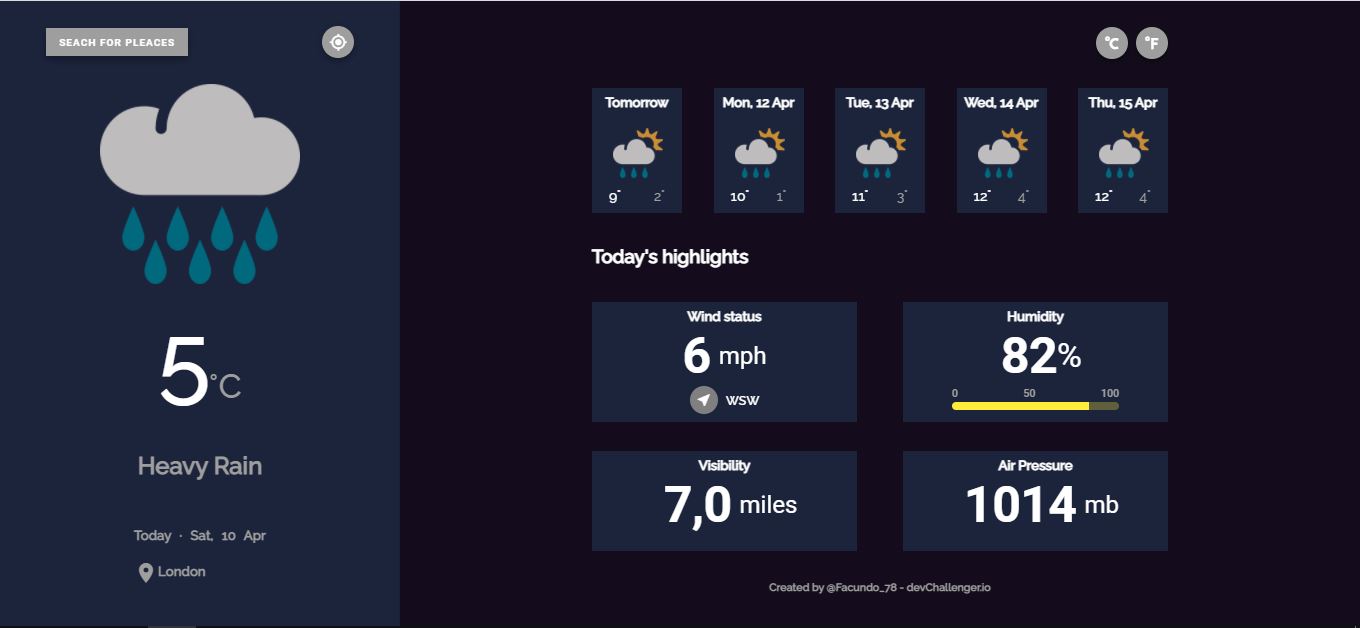 SEACH FOR PLEACES
5°C
Heavy Rain
Today · Sat, 10 Apr
London
°C °F
Tomorrow
9° 2°
Mon, 12 Apr
10° 1°
Tue, 13 Apr
11° 3°
Wed, 14 Apr
12° 4°
Thu, 15 Apr
12° 4°
Today's highlights
Wind status
6 mph
WSW
Humidity
82%
0 50 100
Visibility
7,0 miles
Air Pressure
1014 mb
Created by @Facundo_78 - devChallenger.io